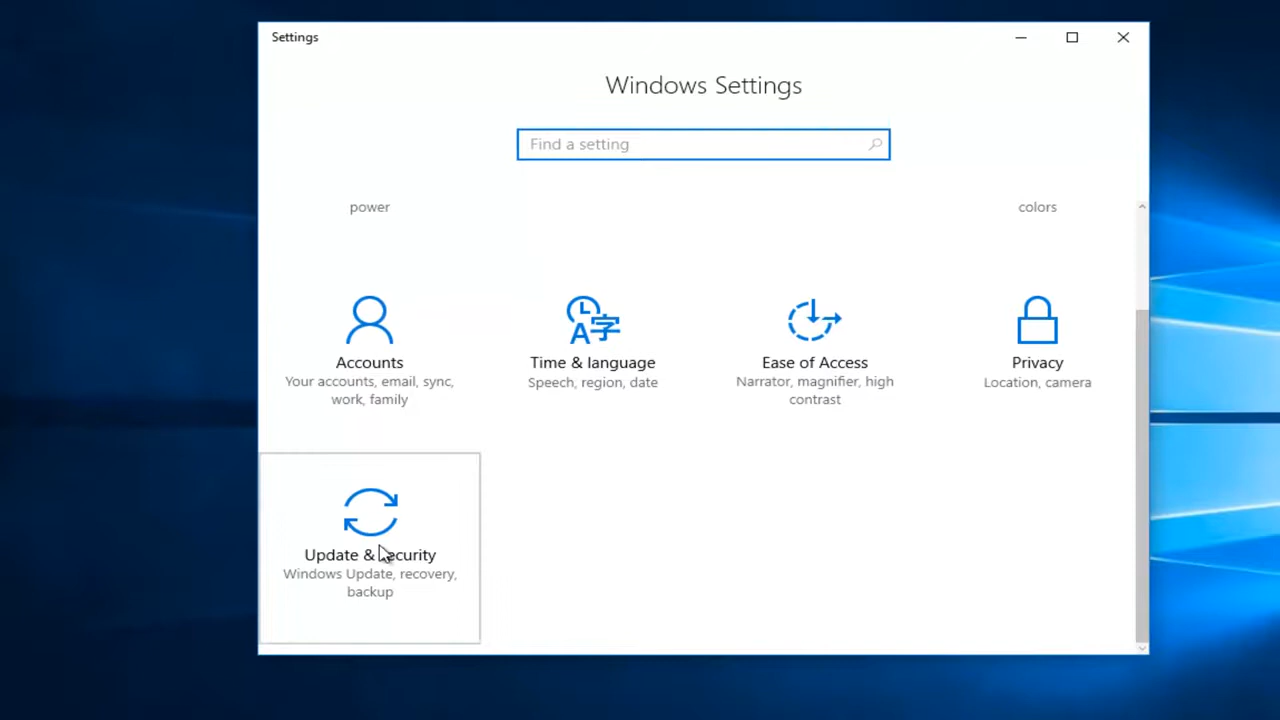 Settings
Windows Settings
Find a setting
power
colors
Accounts
Your accounts, email, sync,
work, family
Time & language
Speech, region, date
Ease of Access
Narrator, magnifier, high
contrast
Privacy
Location, camera
Update & Security
Windows Update, recovery,
backup